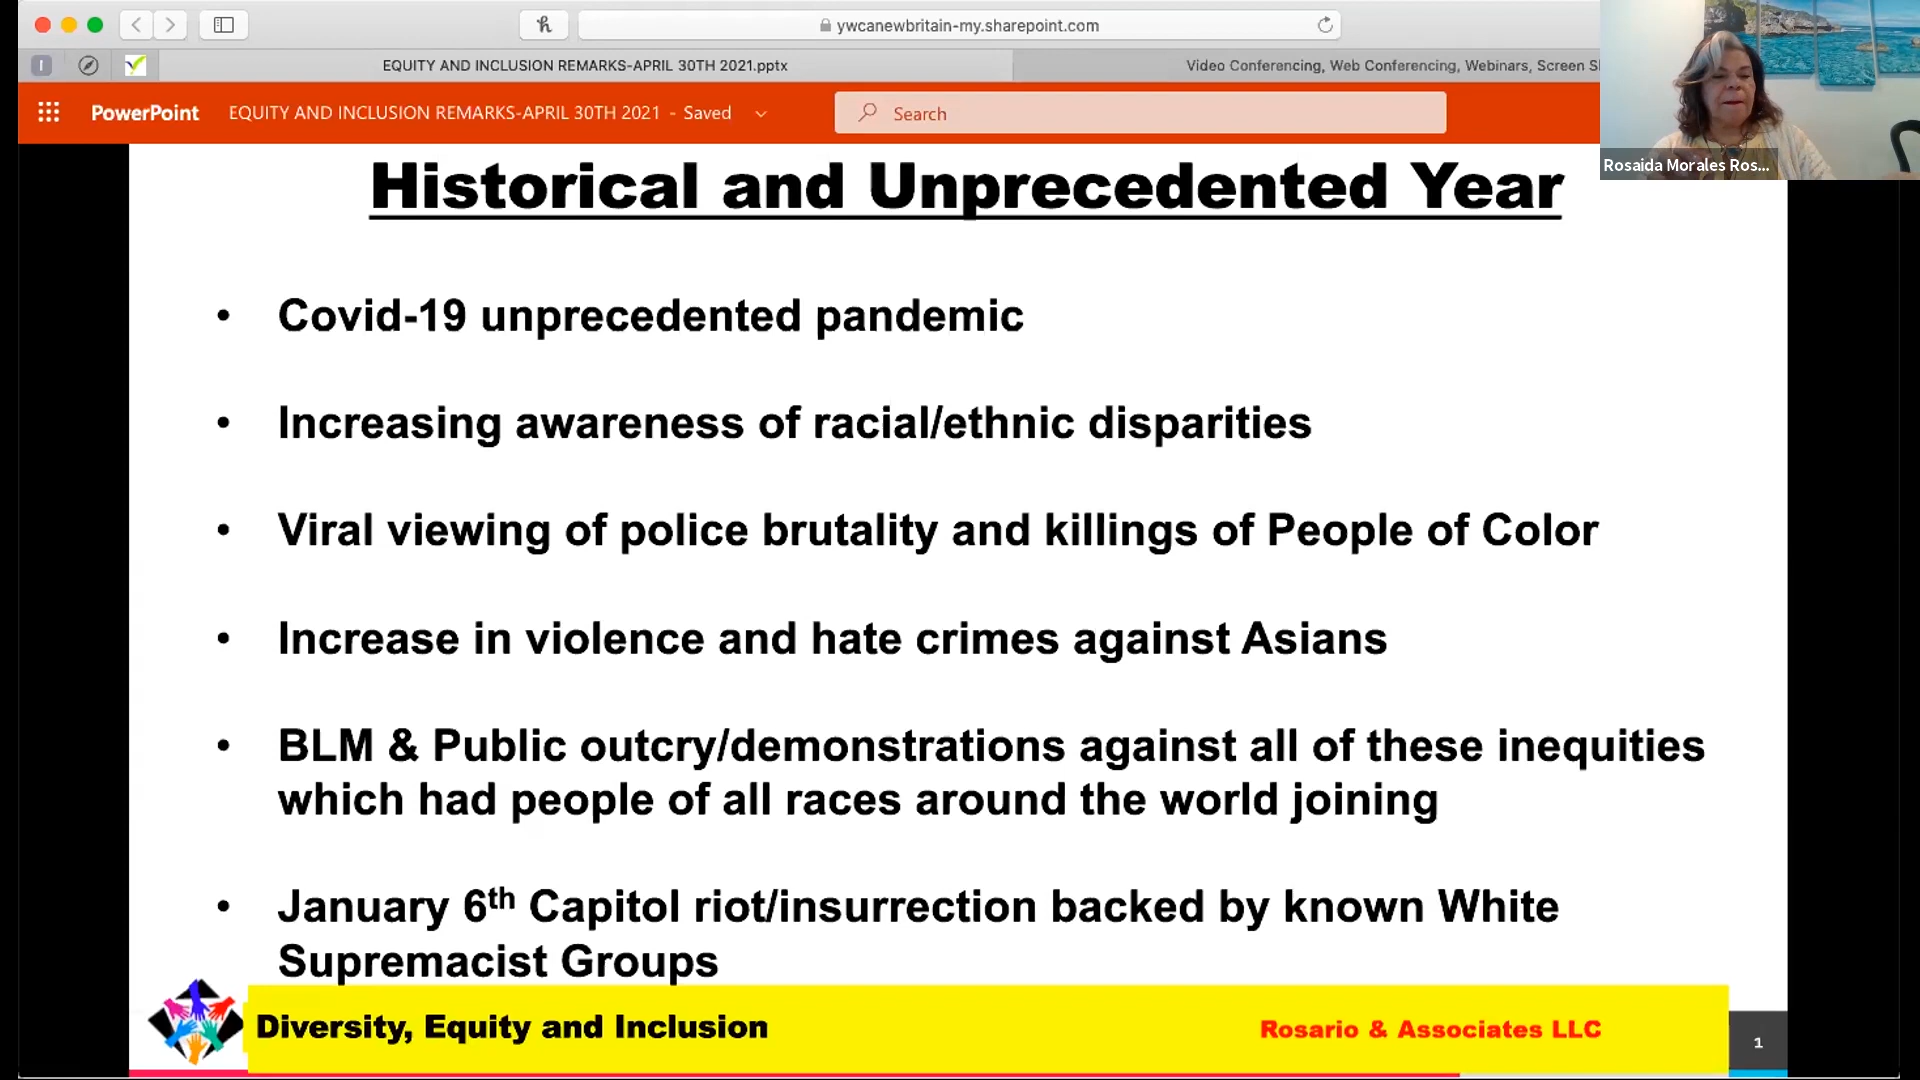 ywcanewbritain-my.sharepoint.com
EQUITY AND INCLUSION REMARKS-APRIL 30TH 2021.pptx
Video Conferencing, Web Conferencing, Webinars, Screen S
PowerPoint
EQUITY AND INCLUSION REMARKS-APRIL 30TH 2021 - Saved
Search
Rosaida Morales Ros...
Historical and Unprecedented Year
• Covid-19 unprecedented pandemic
• Increasing awareness of racial/ethnic disparities
• Viral viewing of police brutality and killings of People of Color
• Increase in violence and hate crimes against Asians
• BLM & Public outcry/demonstrations against all of these inequities
which had people of all races around the world joining
• January 6th Capitol riot/insurrection backed by known White
Supremacist Groups
Diversity, Equity and Inclusion
Rosario & Associates LLC
1